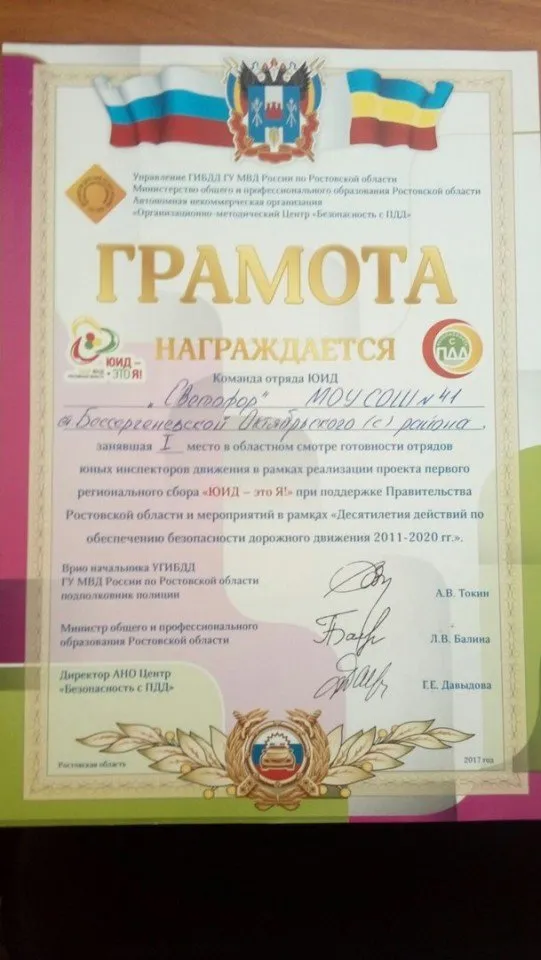 Управление ГИБДД ГУ МВД России по Ростовской области
Министерство общего и профессионального образования Ростовской области
Автономная некоммерческая организация
«Организационно-методический Центр «Безопасность с ПДД»
ГРАМОТА
НАГРАЖДАЕТСЯ
ЮИД –
ЭТО Я!
С
ПДД
Команда отряда ЮИД
„Светофор" МОУ СОШ № 41
ст. Бессергеневской Октябрьского (с) района,
занявшая I место в областном смотре готовности отрядов
юных инспекторов движения в рамках реализации проекта первого
регионального сбора «ЮИД – это Я!» при поддержке Правительства
Ростовской области и мероприятий в рамках «Десятилетия действий по
обеспечению безопасности дорожного движения 2011-2020 гг.».
Врио начальника УГИБДД
ГУ МВД России по Ростовской области
подполковник полиции
А.В. Токин
Министр общего и профессионального
образования Ростовской области
Л.В. Балина
Директор АНО Центр
«Безопасность с ПДД»
Г.Е. Давыдова
Ростовская область
2017 год